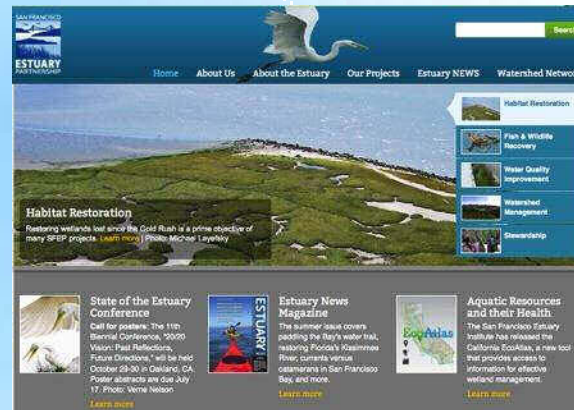 SAN FRANCISCO
ESTUARY
PARTNERSHIP
Search
Home About Us About the Estuary Our Projects Estuary NEWS Watershed Networ
Habitat Restoration
Fish & Wildlife
Recovery
Water Quality
Improvement
Watershed
Management
Stewardship
Habitat Restoration
Restoring wetlands lost since the Gold Rush is a prime objective of
many SFEP projects. Learn more | Photo: Michael Layefsky
State of the Estuary
Conference
Call for posters: The 11th
Biennial Conference, "20/20
Vision: Past Reflections,
Future Directions," will be held
October 29-30 in Oakland, CA.
Poster abstracts are due July
17. Photo: Verne Nelson
Learn more
ESTUARY
Estuary News
Magazine
The summer issue covers
paddling the Bay's water trail,
restoring Florida's Kissimmee
River, currents versus
catamarans in San Francisco
Bay, and more.
Learn more
EcoAtlas
Aquatic Resources
and their Health
The San Francisco Estuary
Institute has released the
California EcoAtlas, a new tool
that provides access to
information for effective
wetland management.
Learn more